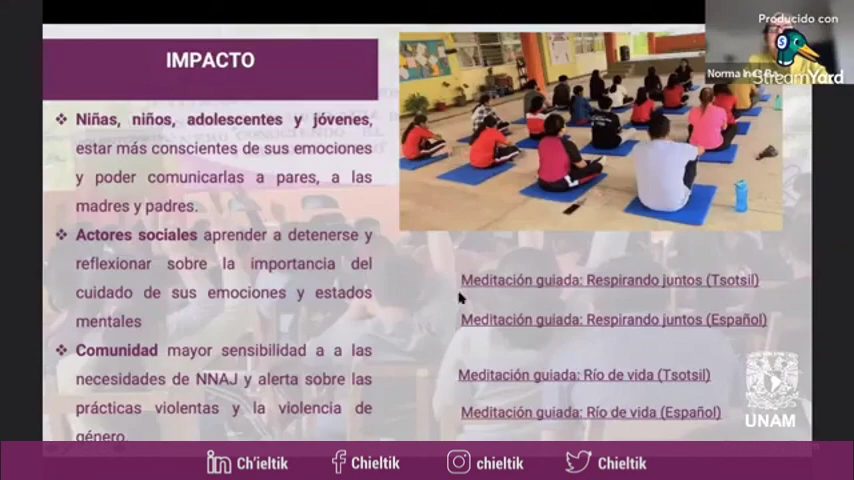 IMPACTO
❖ Niñas, niños, adolescentes y jóvenes,
estar más conscientes de sus emociones
y poder comunicarlas a pares, a las
madres y padres.
❖ Actores sociales aprender a detenerse y
reflexionar sobre la importancia del
cuidado de sus emociones y estados
mentales
❖ Comunidad mayor sensibilidad a a las
necesidades de NNAJ y alerta sobre las
prácticas violentas y la violencia de
género.
Meditación guiada: Respirando juntos (Tsotsil)
Meditación guiada: Respirando juntos (Español)
Meditación guiada: Río de vida (Tsotsil)
Meditación guiada: Río de vida (Español)
Producido con
StreamYard
Norma
UNAM
Ch'ieltik
Chieltik
chieltik
Chieltik